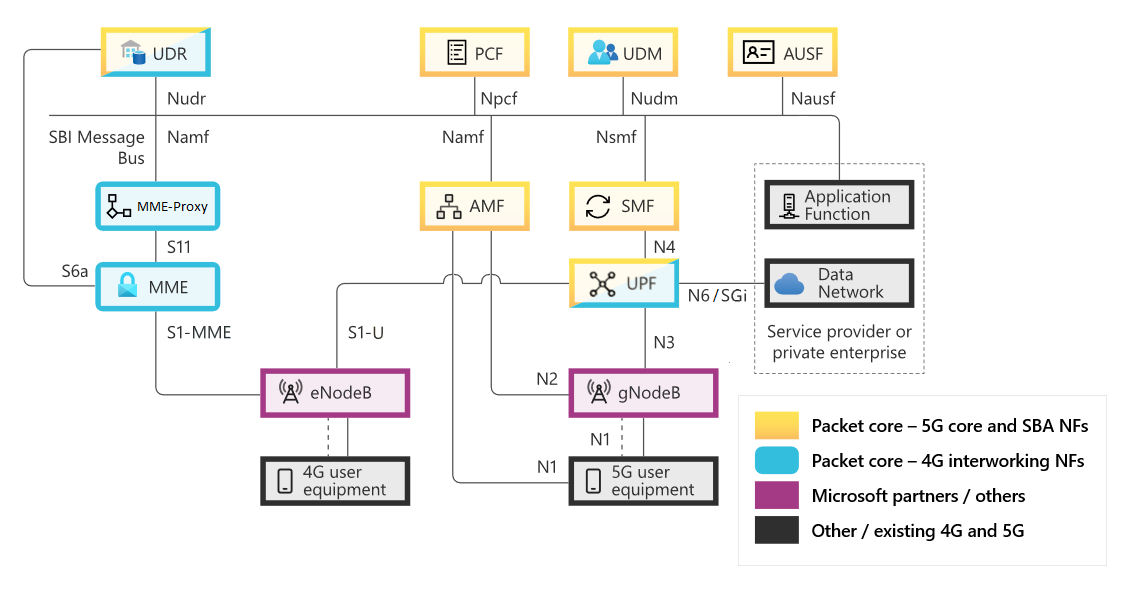 UDR
PCF
UDM
AUSF
Nudr
Npcf
Nudm
Nausf
SBI Message
Bus
Namf
Namf
Nsmf
MME-Proxy
AMF
SMF
Application
Function
S11
N4
S6a
MME
UPF
N6/SGi
Data
Network
S1-MME
S1-U
N3
Service provider or
private enterprise
N2
eNodeB
gNodeB
N1
N1
4G user
equipment
5G user
equipment
Packet core – 5G core and SBA NFs
Packet core – 4G interworking NFs
Microsoft partners / others
Other / existing 4G and 5G